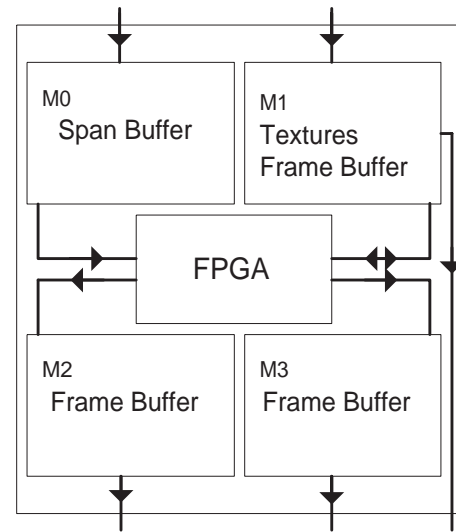 M0
Span Buffer
M1
Textures
Frame Buffer
FPGA
M2
Frame Buffer
M3
Frame Buffer